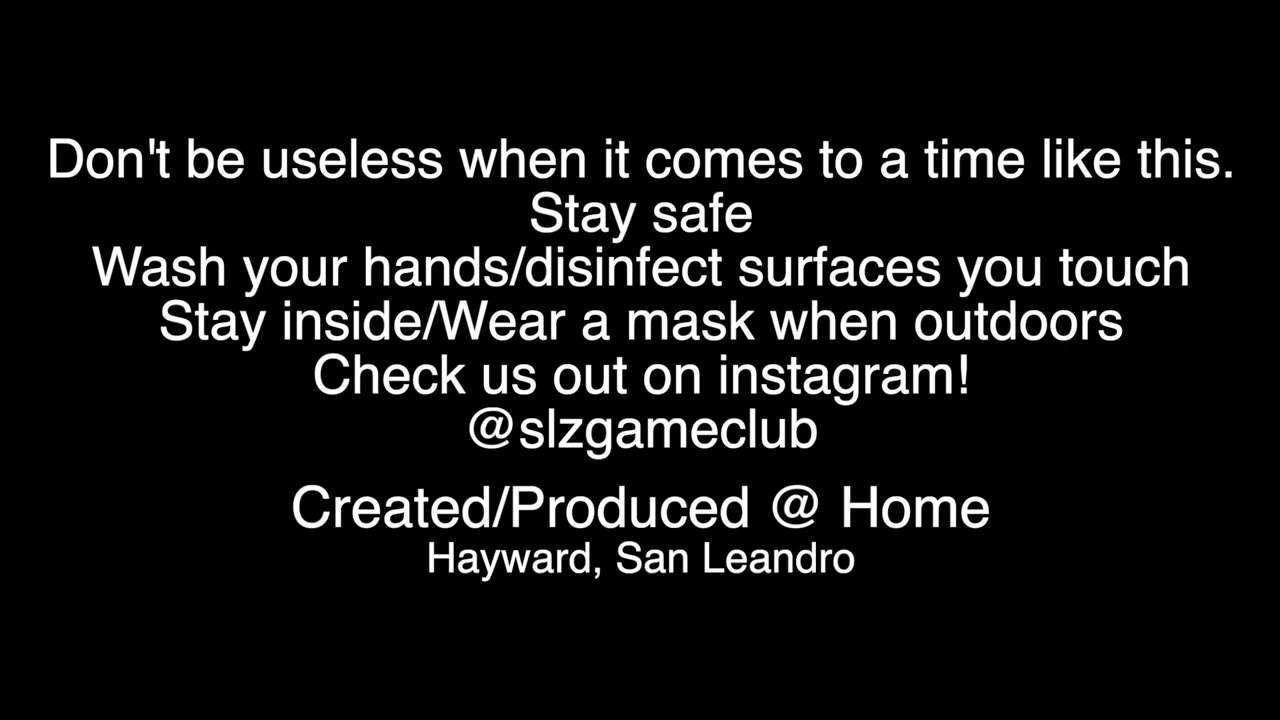 Don't be useless when it comes to a time like this.
Stay safe
Wash your hands/disinfect surfaces you touch
Stay inside/Wear a mask when outdoors
Check us out on instagram!
@slzgameclub
Created/Produced @ Home
Hayward, San Leandro